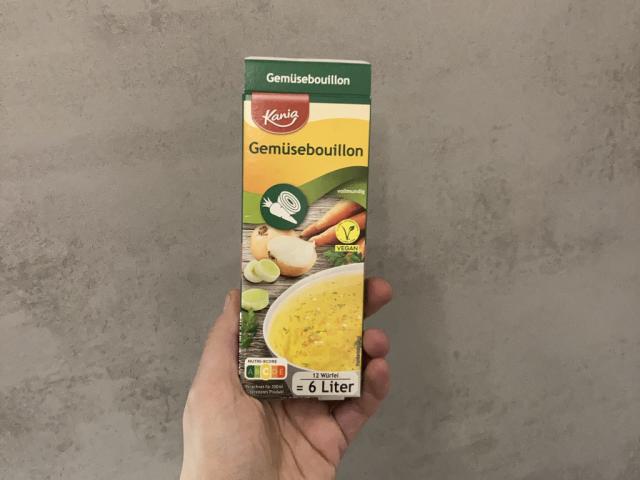 Gemüsebouillon
Kania
Gemüsebouillon
vollmundig
VEGAN
NUTRI-SCORE
A B C D E
12 Würfel
= 6 Liter